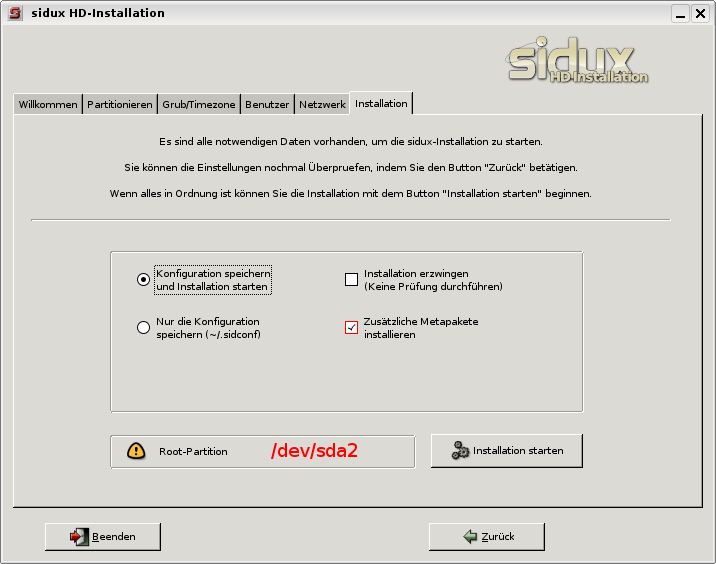 sidux HD-Installation
sidux
HD-Installation
Willkommen Partitionieren Grub/Timezone Benutzer Netzwerk Installation
Es sind alle notwendigen Daten vorhanden, um die sidux-Installation zu starten.
Sie können die Einstellungen nochmal Überpruefen, indem Sie den Button "Zurück" betätigen.
Wenn alles in Ordnung ist können Sie die Installation mit dem Button "Installation starten" beginnen.
Konfiguration speichern
und Installation starten
Installation erzwingen
(Keine Prüfung durchführen)
Nur die Konfiguration
speichern (~/.sidconf)
Zusätzliche Metapakete
installieren
Root-Partition /dev/sda2
Installation starten
Beenden
Zurück